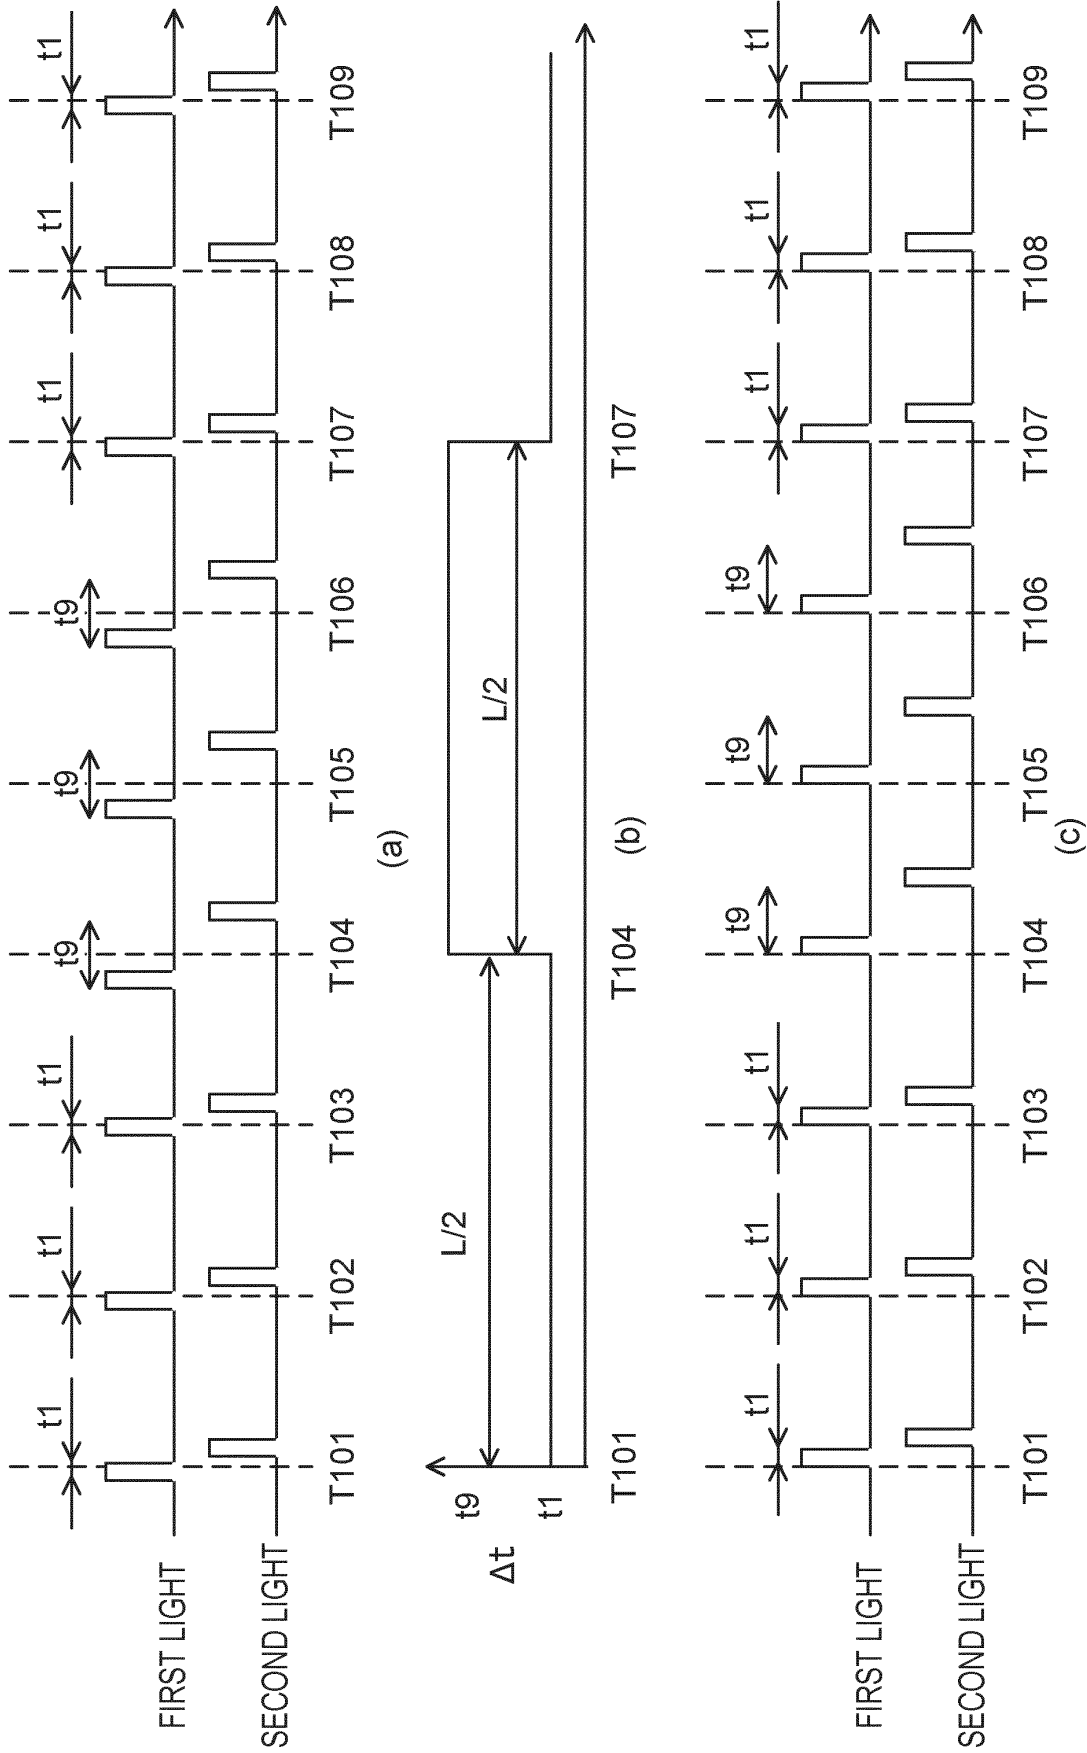 t1 t1 t1 t9 t9 t9 t1 t1 t1
FIRST LIGHT
SECOND LIGHT
T101 T102 T103 T104 T105 T106 T107 T108 T109
(a)
Δt
t9
t1
L/2
L/2
T101 T104 T107
(b)
t1 t1 t1 t9 t9 t9 t1 t1 t1
FIRST LIGHT
SECOND LIGHT
T101 T102 T103 T104 T105 T106 T107 T108 T109
(c)